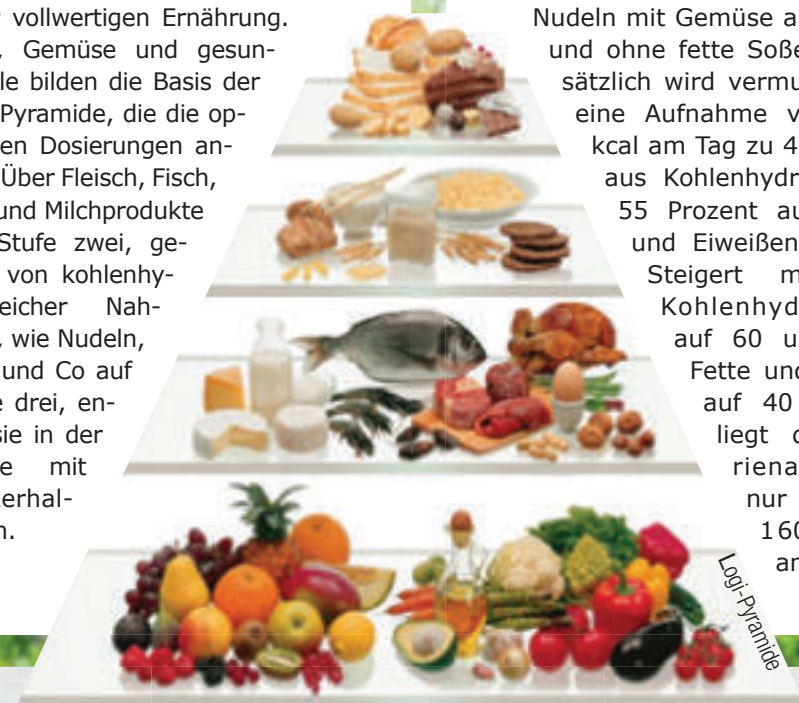 vollwertigen Ernährung.
Gemüse und gesun-
le bilden die Basis der
Pyramide, die die op-
en Dosierungen an-
Über Fleisch, Fisch,
und Milchprodukte
Stufe zwei, ge-
von kohlenhy-
eicher Nah-
wie Nudeln,
und Co auf
e drei, en-
sie in der
e mit
kerhal-
n.
Nudeln mit Gemüse a
und ohne fette Soße
sätzlich wird vermu
eine Aufnahme v
kcal am Tag zu 4
aus Kohlenhydr
55 Prozent au
und Eiweißen
Steigert m
Kohlenhyd
auf 60 u
Fette und
auf 40
liegt d
riena
nur
160
an
Logi-Pyramide